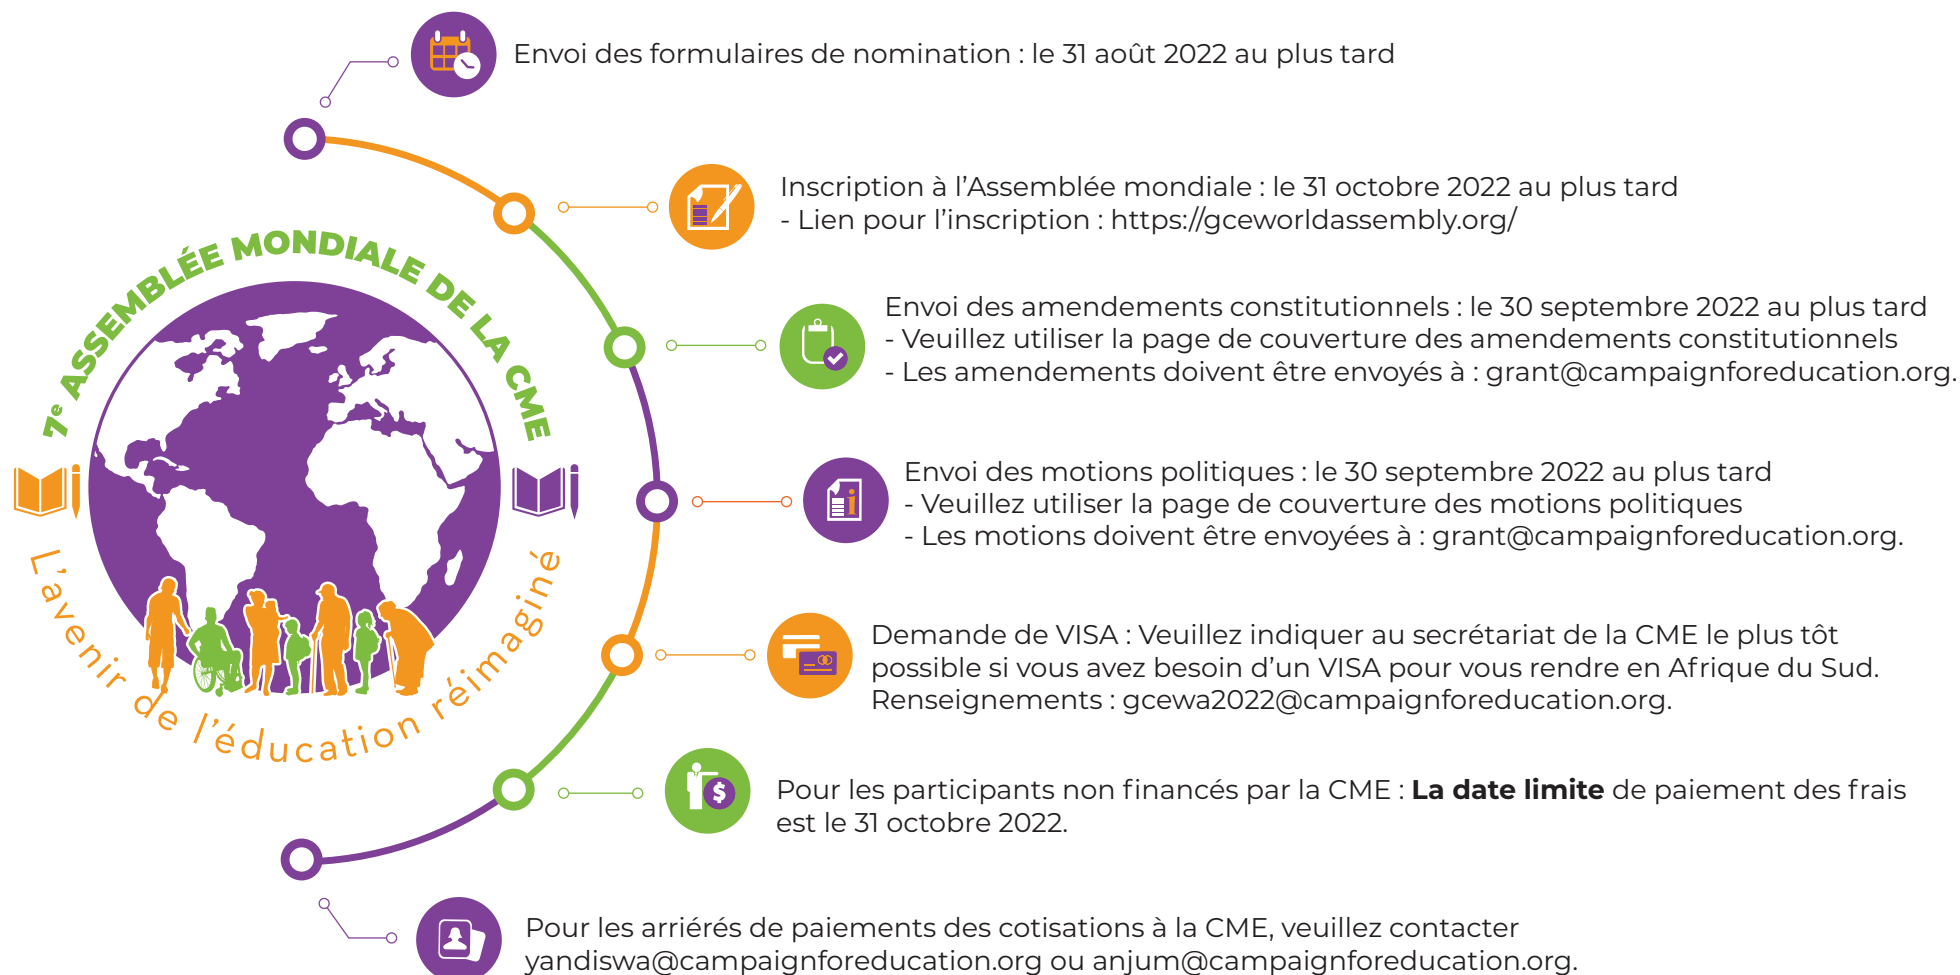 Envoi des formulaires de nomination : le 31 août 2022 au plus tard
Inscription à l’Assemblée mondiale : le 31 octobre 2022 au plus tard
- Lien pour l’inscription : https://gceworldassembly.org/
7e ASSEMBLÉE MONDIALE DE LA CME
L’avenir de l’éducation réimaginé
Envoi des amendements constitutionnels : le 30 septembre 2022 au plus tard
- Veuillez utiliser la page de couverture des amendements constitutionnels
- Les amendements doivent être envoyés à : grant@campaignforeducation.org.
Envoi des motions politiques : le 30 septembre 2022 au plus tard
- Veuillez utiliser la page de couverture des motions politiques
- Les motions doivent être envoyées à : grant@campaignforeducation.org.
Demande de VISA : Veuillez indiquer au secrétariat de la CME le plus tôt
possible si vous avez besoin d’un VISA pour vous rendre en Afrique du Sud.
Renseignements : gcewa2022@campaignforeducation.org.
Pour les participants non financés par la CME : La date limite de paiement des frais
est le 31 octobre 2022.
Pour les arriérés de paiements des cotisations à la CME, veuillez contacter
yandiswa@campaignforeducation.org ou anjum@campaignforeducation.org.